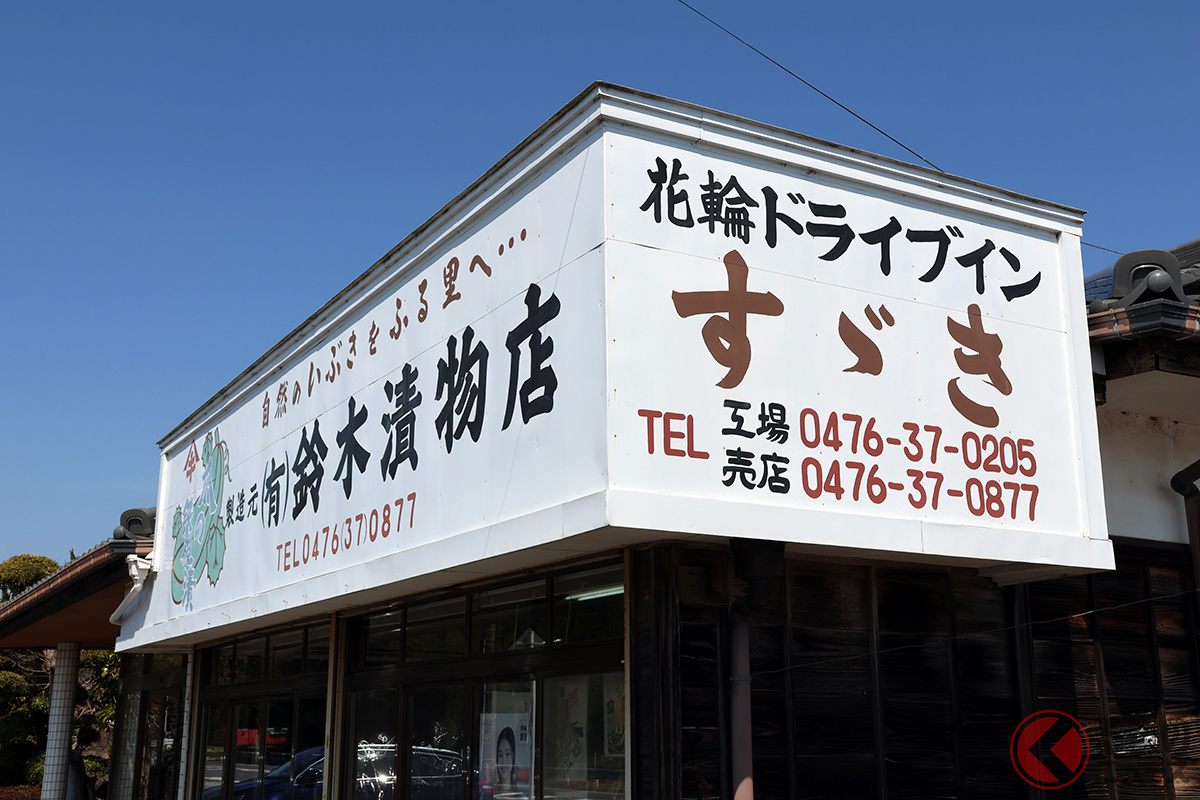 自然のいぶきをふる里へ…
製造元(有)鈴木漬物店
TEL0476(37)0877
花輪ドライブイン
すゞき
TEL 工場 0476-37-0205
売店 0476-37-0877